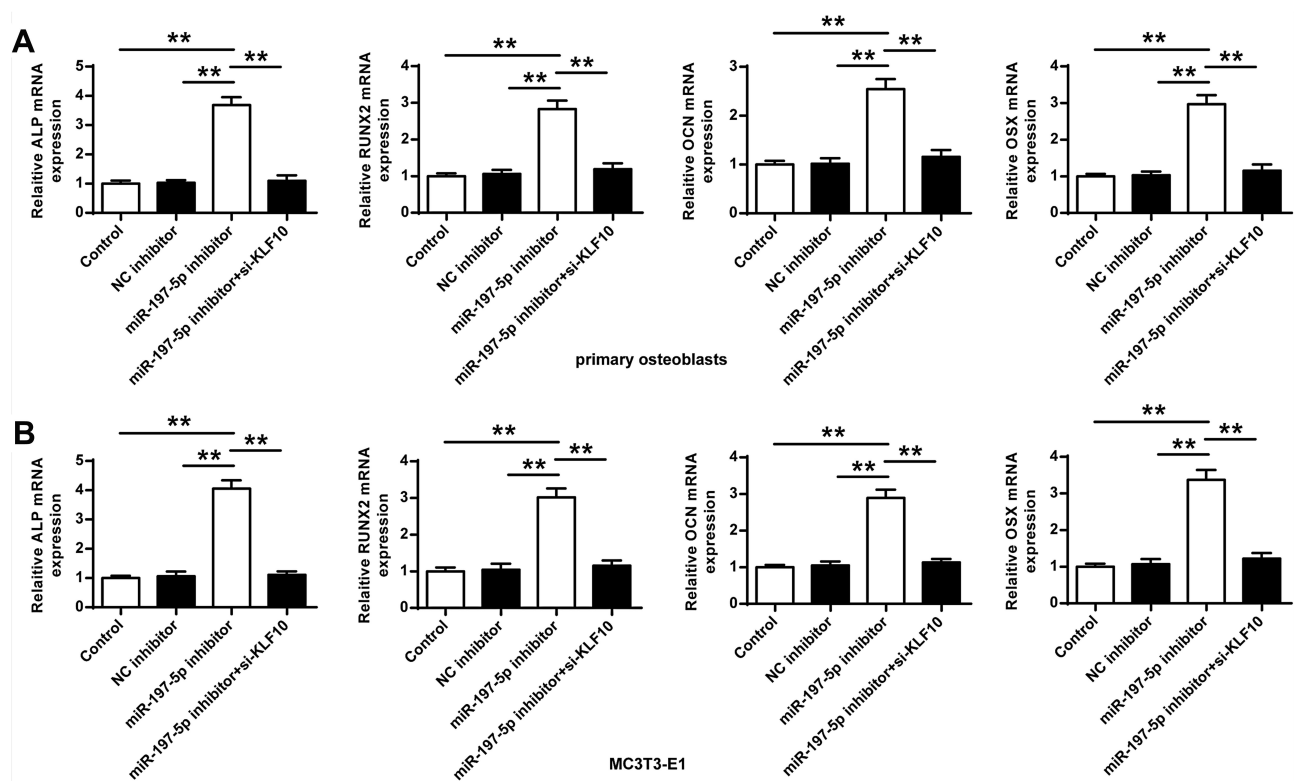 A
** ** **
Relaitive ALP mRNA
expression
5
4
3
2
1
0
Control
NC inhibitor
miR-197-5p inhibitor
miR-197-5p inhibitor+si-KLF10
** ** **
Relaitive RUNX2 mRNA
expression
4
3
2
1
0
Control
NC inhibitor
miR-197-5p inhibitor
miR-197-5p inhibitor+si-KLF10
** ** **
Relaitive OCN mRNA
expression
3
2
1
0
Control
NC inhibitor
miR-197-5p inhibitor
miR-197-5p inhibitor+si-KLF10
** ** **
Relaitive OSX mRNA
expression
4
3
2
1
0
Control
NC inhibitor
miR-197-5p inhibitor
miR-197-5p inhibitor+si-KLF10
primary osteoblasts
B
** ** **
Relaitive ALP mRNA
expression
5
4
3
2
1
0
Control
NC inhibitor
miR-197-5p inhibitor
miR-197-5p inhibitor+si-KLF10
** ** **
Relaitive RUNX2 mRNA
expression
4
3
2
1
0
Control
NC inhibitor
miR-197-5p inhibitor
miR-197-5p inhibitor+si-KLF10
** ** **
Relaitive OCN mRNA
expression
4
3
2
1
0
Control
NC inhibitor
miR-197-5p inhibitor
miR-197-5p inhibitor+si-KLF10
** ** **
Relaitive OSX mRNA
expression
4
3
2
1
0
Control
NC inhibitor
miR-197-5p inhibitor
miR-197-5p inhibitor+si-KLF10
MC3T3-E1